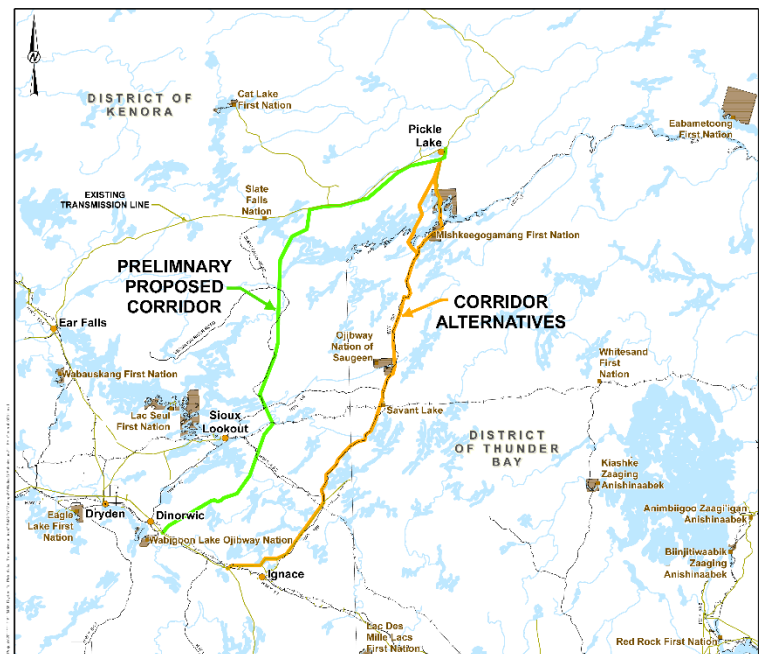 N
DISTRICT OF
KENORA
Cat Lake
First Nation
Pickle
Lake
Eabametoong
First Nation
EXISTING
TRANSMISSION LINE
Slate
Falls
Nation
Mishkeegogamang First Nation
PRELIMNARY
PROPOSED
CORRIDOR
CORRIDOR
ALTERNATIVES
Ear Falls
Ojibway
Nation of
Saugeen
Whitesand
First
Nation
Wabauskang First Nation
Lac Seul
First Nation
Sioux
Lookout
Savant Lake
DISTRICT
OF THUNDER
BAY
Kiashke
Zaaging
Anishinaabek
Animbiigoo Zaagi'igan
Anishinaabek
Eagle
Lake First
Nation
Dryden
Dinorwic
Wabigoon Lake Ojibway Nation
Biinjitiwaabik
Zaaging
Anishinaabek
Ignace
Lac Des
Mille Lacs
First Nation
Red Rock First Nation